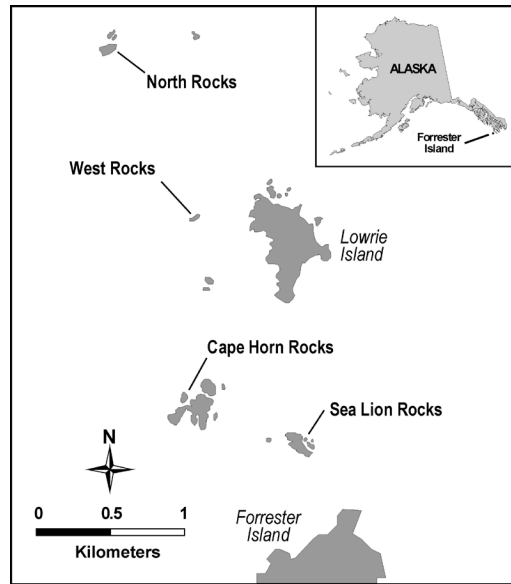 North Rocks
ALASKA
Forrester
Island
West Rocks
Lowrie
Island
Cape Horn Rocks
Sea Lion Rocks
N
0 0.5 1
Kilometers
Forrester
Island